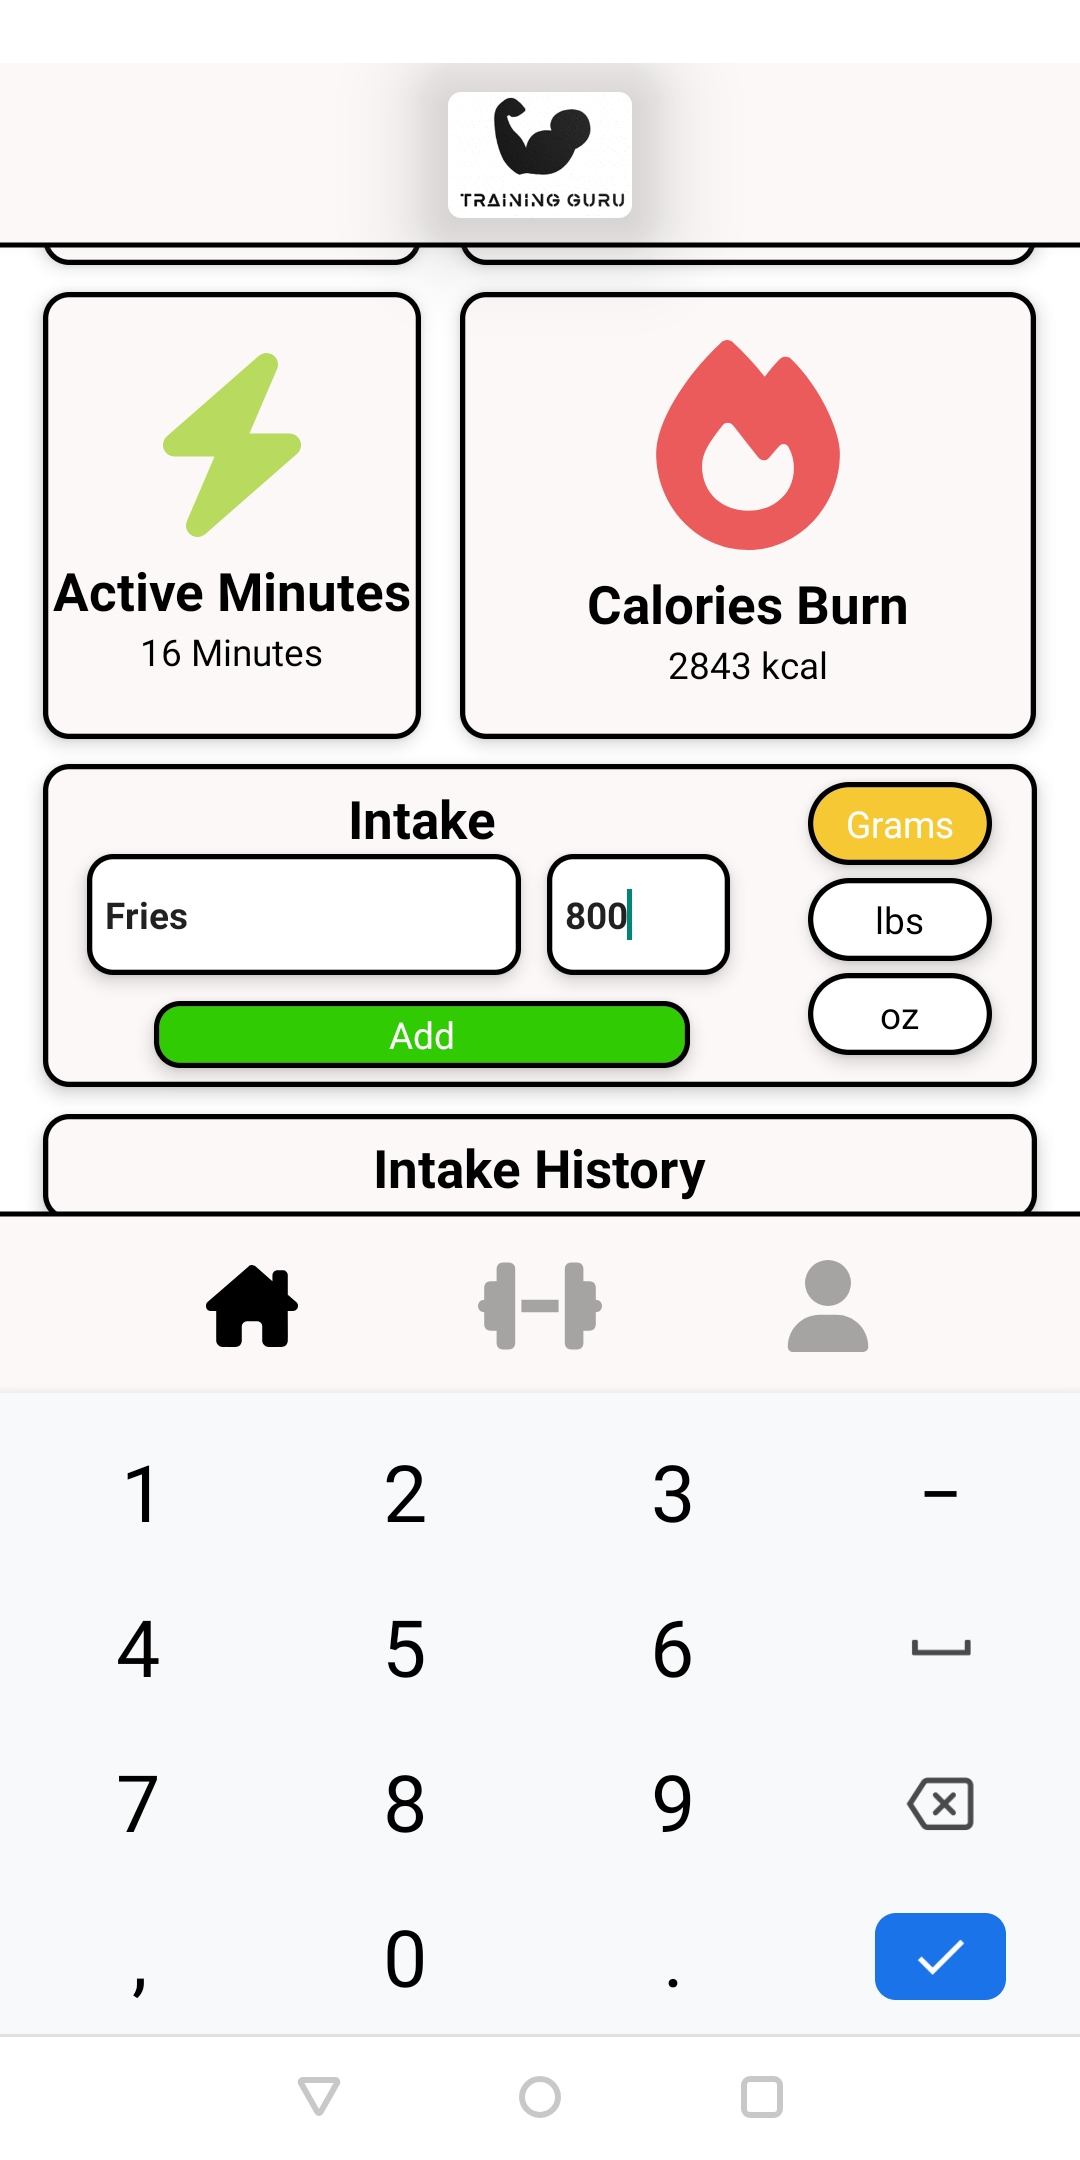 TRAINING GURU
Active Minutes
16 Minutes
Calories Burn
2843 kcal
Intake
Grams
Fries
800
lbs
Add
oz
Intake History
1 2 3 –
4 5 6
7 8 9
, 0 .